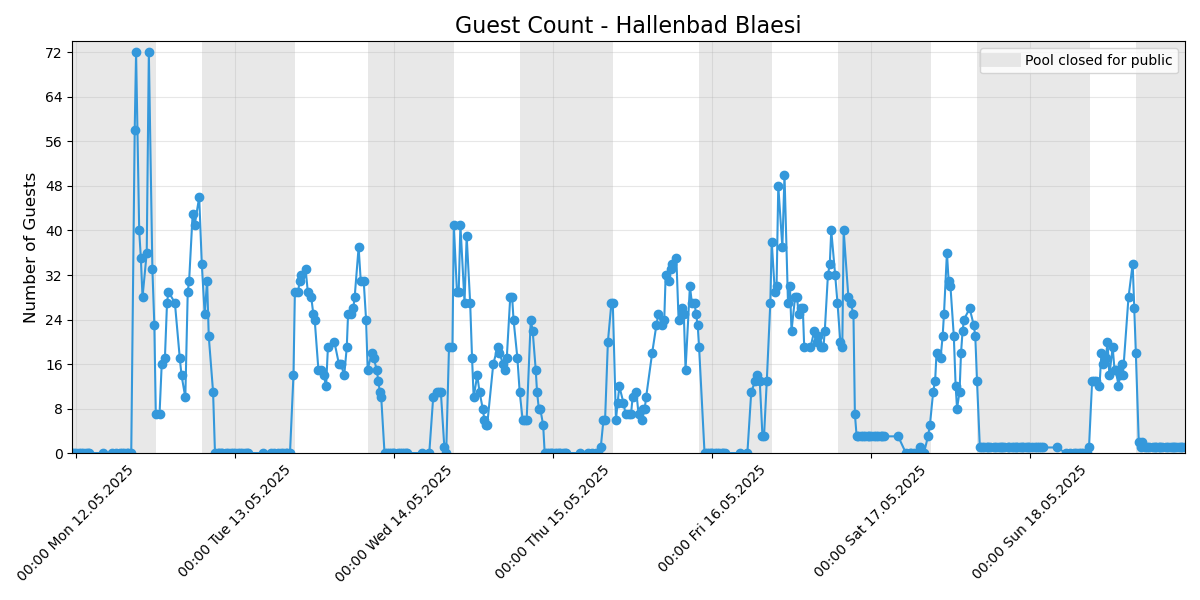 Guest Count - Hallenbad Blaesi
Pool closed for public
Number of Guests
72
64
56
48
40
32
24
16
8
0
00:00 Mon 12.05.2025
00:00 Tue 13.05.2025
00:00 Wed 14.05.2025
00:00 Thu 15.05.2025
00:00 Fri 16.05.2025
00:00 Sat 17.05.2025
00:00 Sun 18.05.2025